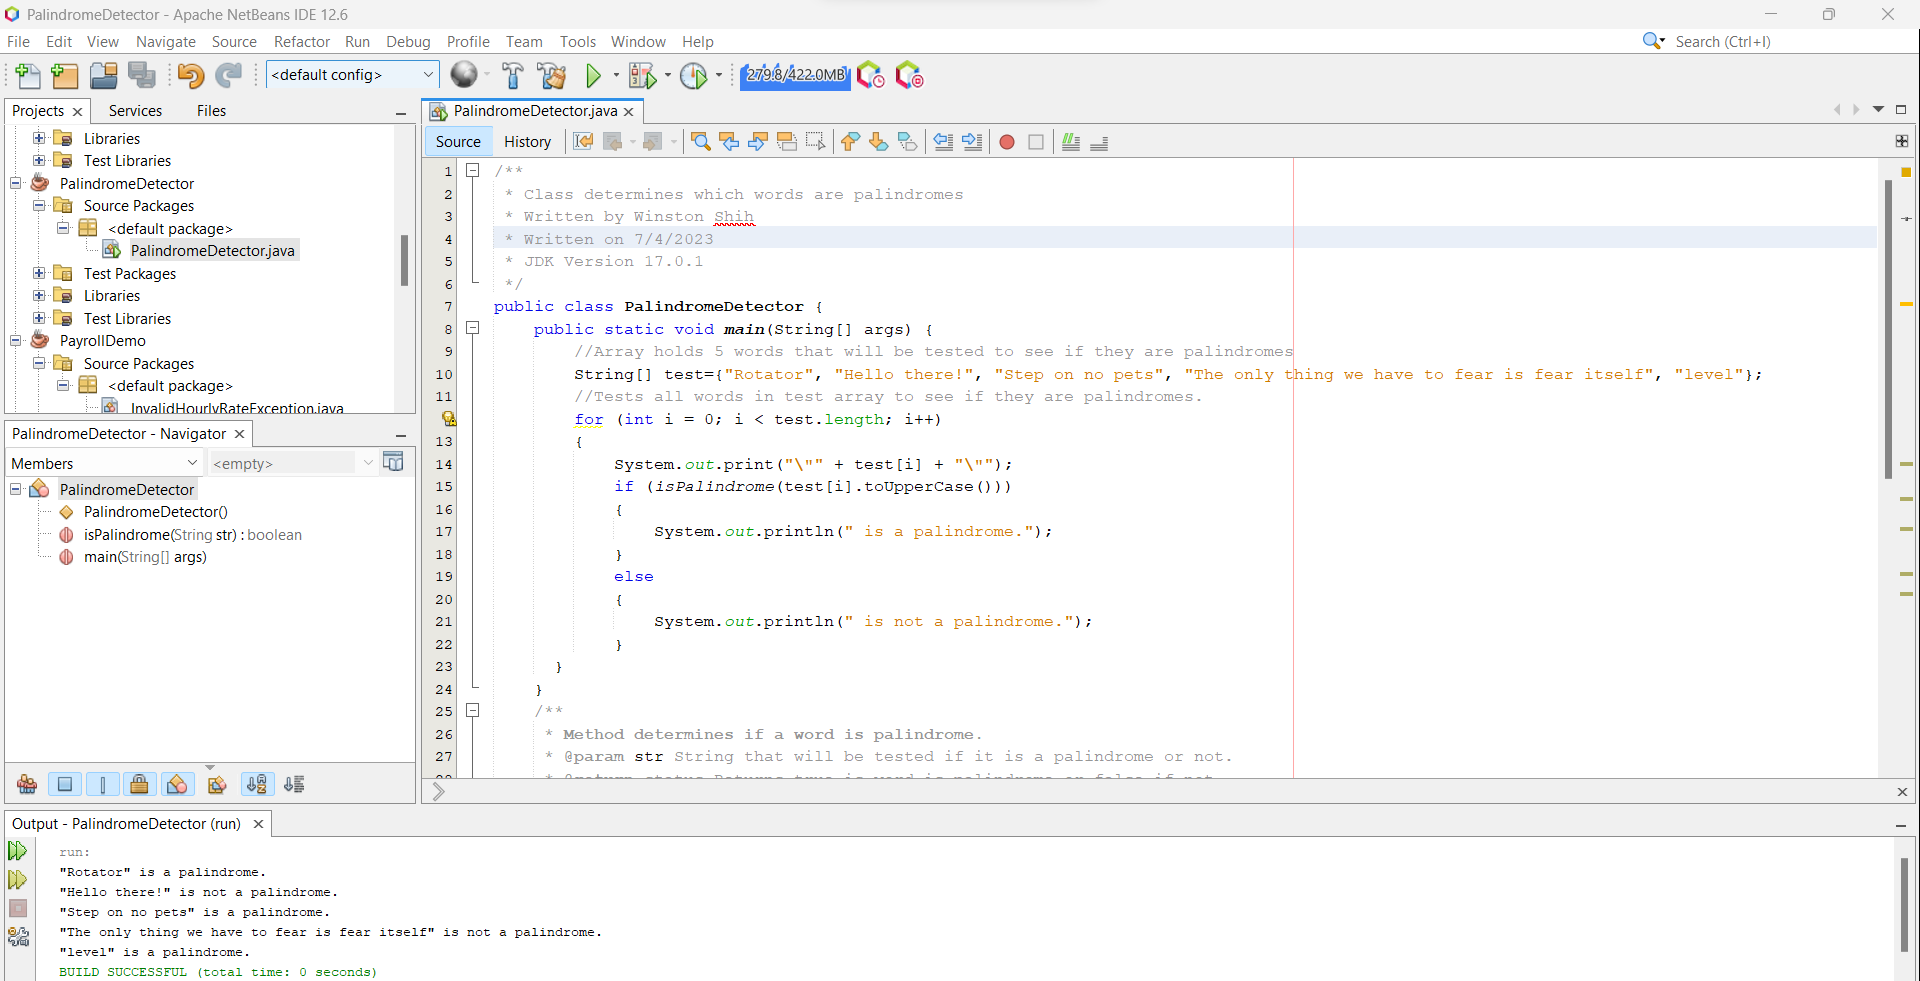 PalindromeDetector - Apache NetBeans IDE 12.6
File Edit View Navigate Source Refactor Run Debug Profile Team Tools Window Help
Search (Ctrl+I)
<default config>
279.8/422.0MB
Projects Services Files
Libraries
Test Libraries
PalindromeDetector
Source Packages
<default package>
PalindromeDetector.java
Test Packages
Libraries
Test Libraries
PayrollDemo
Source Packages
<default package>
InvalidHourlyRateException.java
PalindromeDetector - Navigator
Members
<empty>
PalindromeDetector
PalindromeDetector()
isPalindrome(String str) : boolean
main(String[] args)
PalindromeDetector.java
Source History
1 /**
2 * Class determines which words are palindromes
3 * Written by Winston Shih
4 * Written on 7/4/2023
5 * JDK Version 17.0.1
6 */
7 public class PalindromeDetector {
8 public static void main(String[] args) {
9 //Array holds 5 words that will be tested to see if they are palindromes
10 String[] test={"Rotator", "Hello there!", "Step on no pets", "The only thing we have to fear is fear itself", "level"};
11 //Tests all words in test array to see if they are palindromes.
for (int i = 0; i < test.length; i++)
13 {
14 System.out.print("\"" + test[i] + "\"");
15 if (isPalindrome(test[i].toUpperCase()))
16 {
17 System.out.println(" is a palindrome.");
18 }
19 else
20 {
21 System.out.println(" is not a palindrome.");
22 }
23 }
24 }
25 /**
26 * Method determines if a word is palindrome.
27 * @param str String that will be tested if it is a palindrome or not.
Output - PalindromeDetector (run)
run:
"Rotator" is a palindrome.
"Hello there!" is not a palindrome.
"Step on no pets" is a palindrome.
"The only thing we have to fear is fear itself" is not a palindrome.
"level" is a palindrome.
BUILD SUCCESSFUL (total time: 0 seconds)